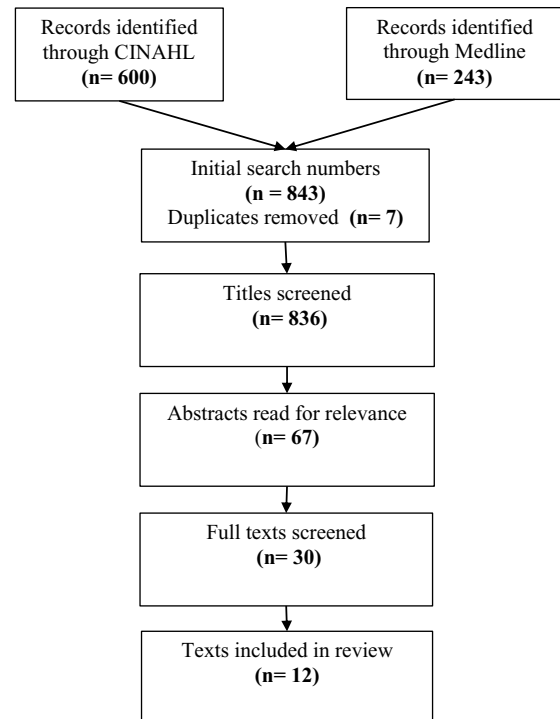 Records identified
through CINAHL
(n= 600)
Records identified
through Medline
(n= 243)
Initial search numbers
(n = 843)
Duplicates removed (n= 7)
Titles screened
(n= 836)
Abstracts read for relevance
(n= 67)
Full texts screened
(n= 30)
Texts included in review
(n= 12)